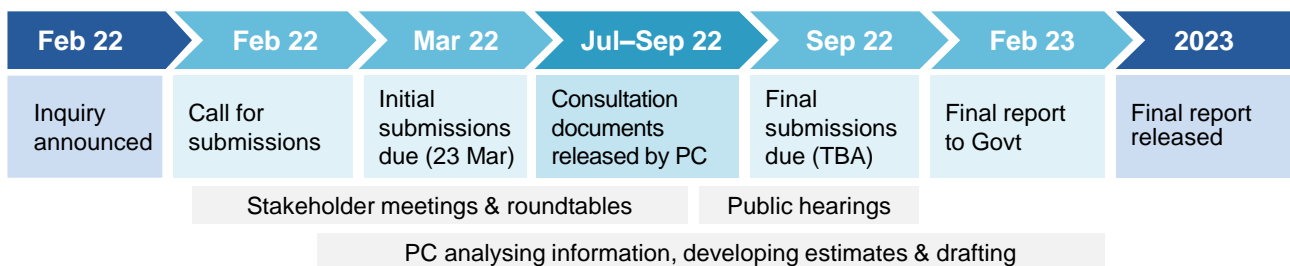 Feb 22
Feb 22
Mar 22
Jul–Sep 22
Sep 22
Feb 23
2023
Inquiry
announced
Call for
submissions
Initial
submissions
due (23 Mar)
Consultation
documents
released by PC
Final
submissions
due (TBA)
Final report
to Govt
Final report
released
Stakeholder meetings & roundtables
Public hearings
PC analysing information, developing estimates & drafting